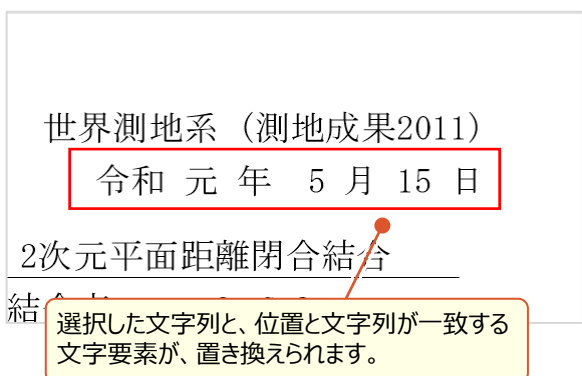 世界測地系（測地成果2011）
令和 元 年 5 月 15 日
2次元平面距離閉合結合
結
選択した文字列と、位置と文字列が一致する
文字要素が、置き換えられます。